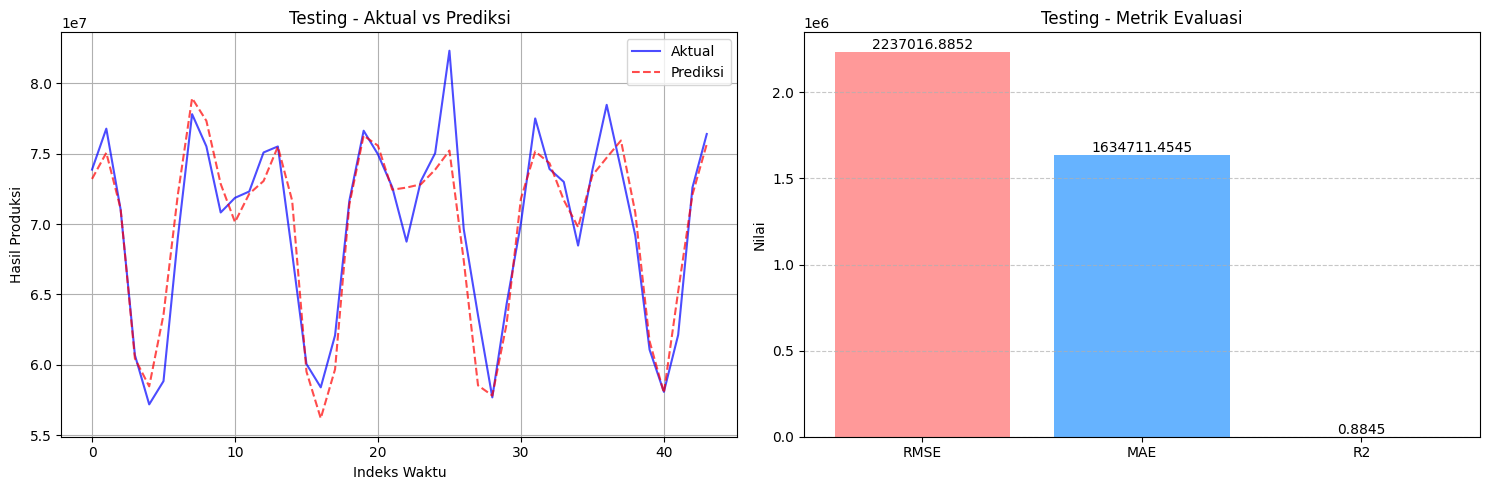 Testing - Aktual vs Prediksi
1e7
Aktual
Prediksi
8.0
7.5
7.0
6.5
6.0
5.5
Hasil Produksi
0 10 20 30 40
Indeks Waktu
Testing - Metrik Evaluasi
1e6
2237016.8852
1634711.4545
0.8845
2.0
1.5
1.0
0.5
0.0
Nilai
RMSE MAE R2